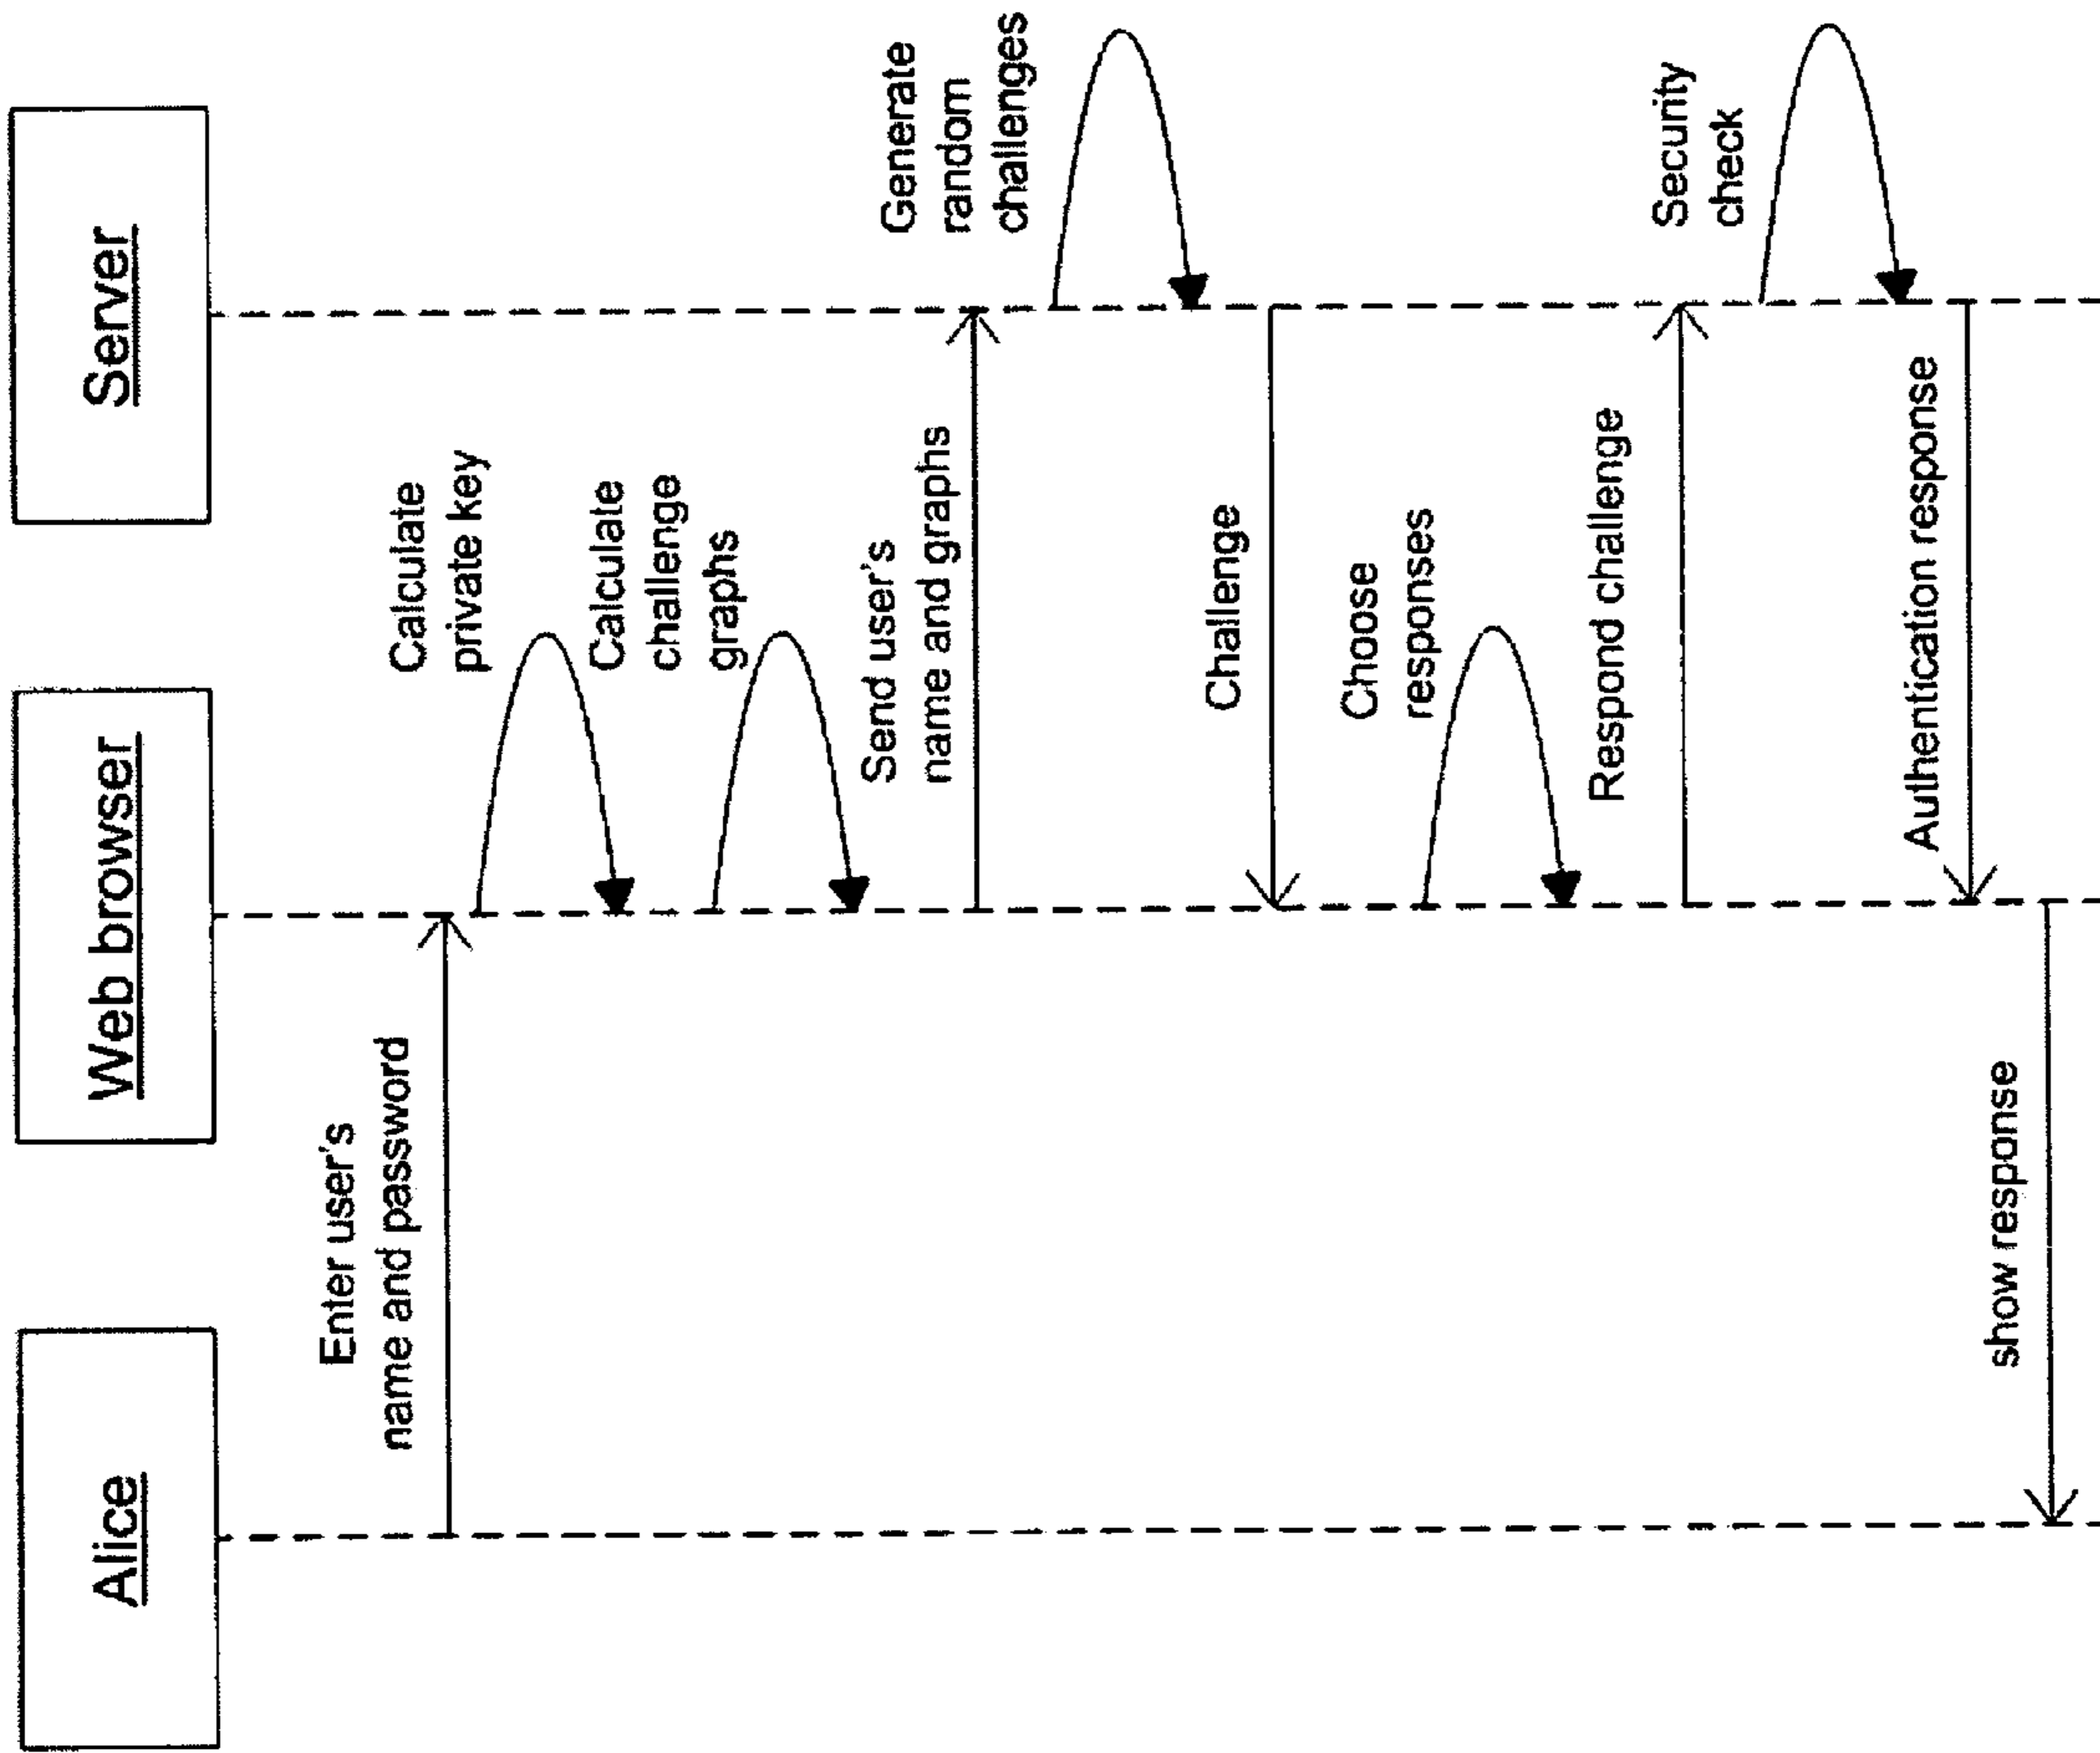 Alice
Web browser
Server
Enter user's
name and password
Calculate
private key
Calculate
challenge
graphs
Send user's
name and graphs
Generate
random
challenges
Challenge
Choose
responses
Respond challenge
Security
check
Authentication response
show response